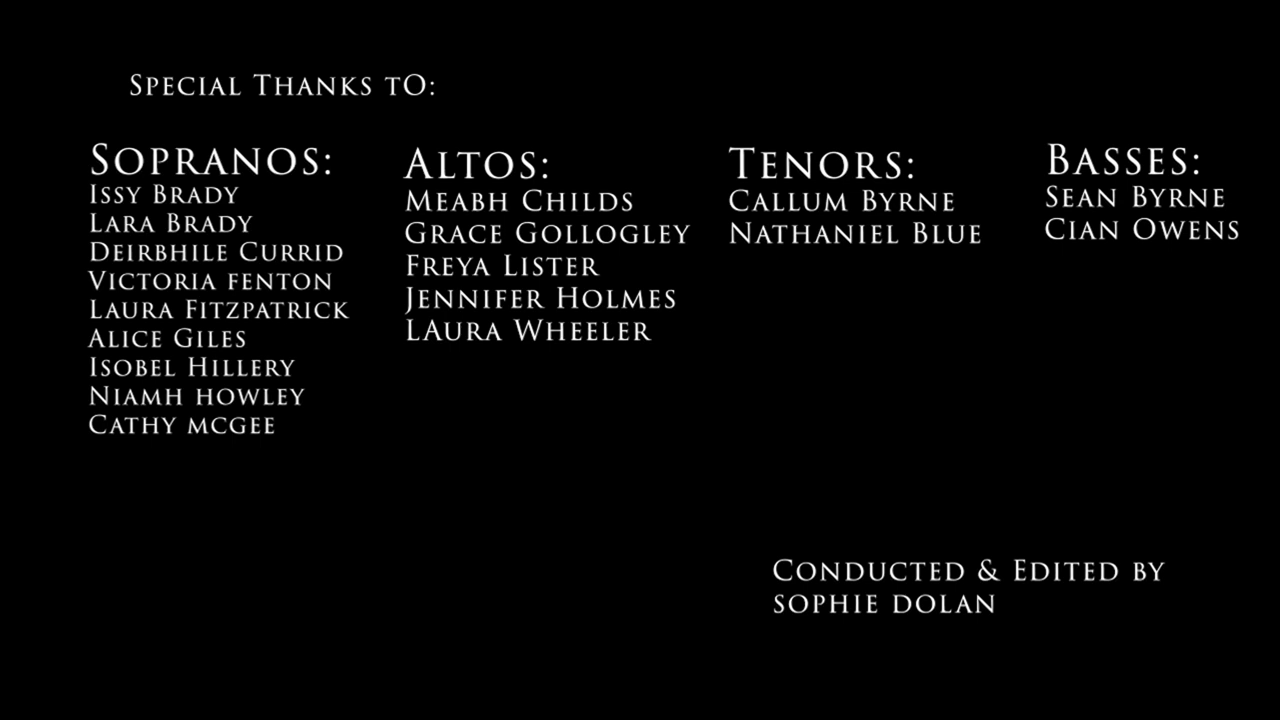 Special Thanks tO:
Sopranos:
Issy Brady
Lara Brady
Deirbhile Currid
Victoria fenton
Laura Fitzpatrick
Alice Giles
Isobel Hillery
Niamh howley
Cathy mcgee
Altos:
Meabh Childs
Grace Gollogley
Freya Lister
Jennifer Holmes
LAura Wheeler
Tenors:
Callum Byrne
Nathaniel Blue
Basses:
Sean Byrne
Cian Owens
Conducted & Edited by
sophie dolan